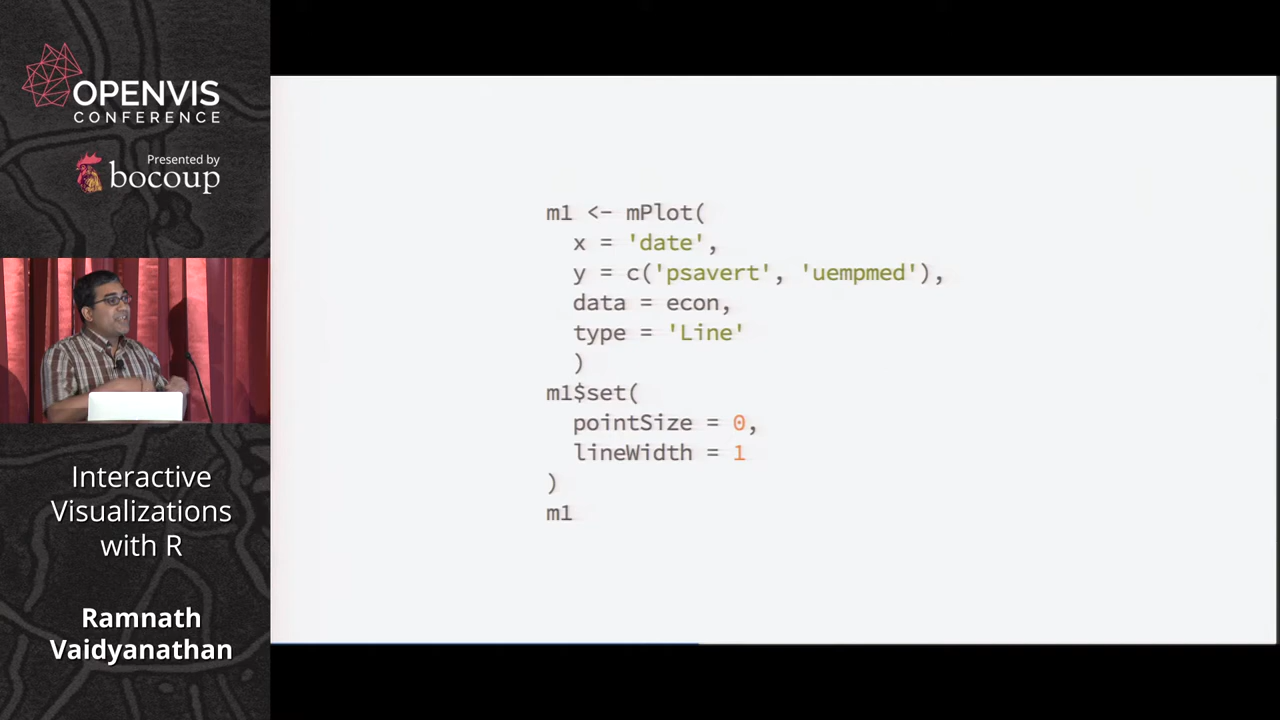 OPENVIS
CONFERENCE
Presented by
bocoup
Interactive
Visualizations
with R
Ramnath
Vaidyanathan
m1 <- mPlot(
  x = 'date',
  y = c('psavert', 'uempmed'),
  data = econ,
  type = 'Line'
  )
m1$set(
  pointSize = 0,
  lineWidth = 1
)
m1